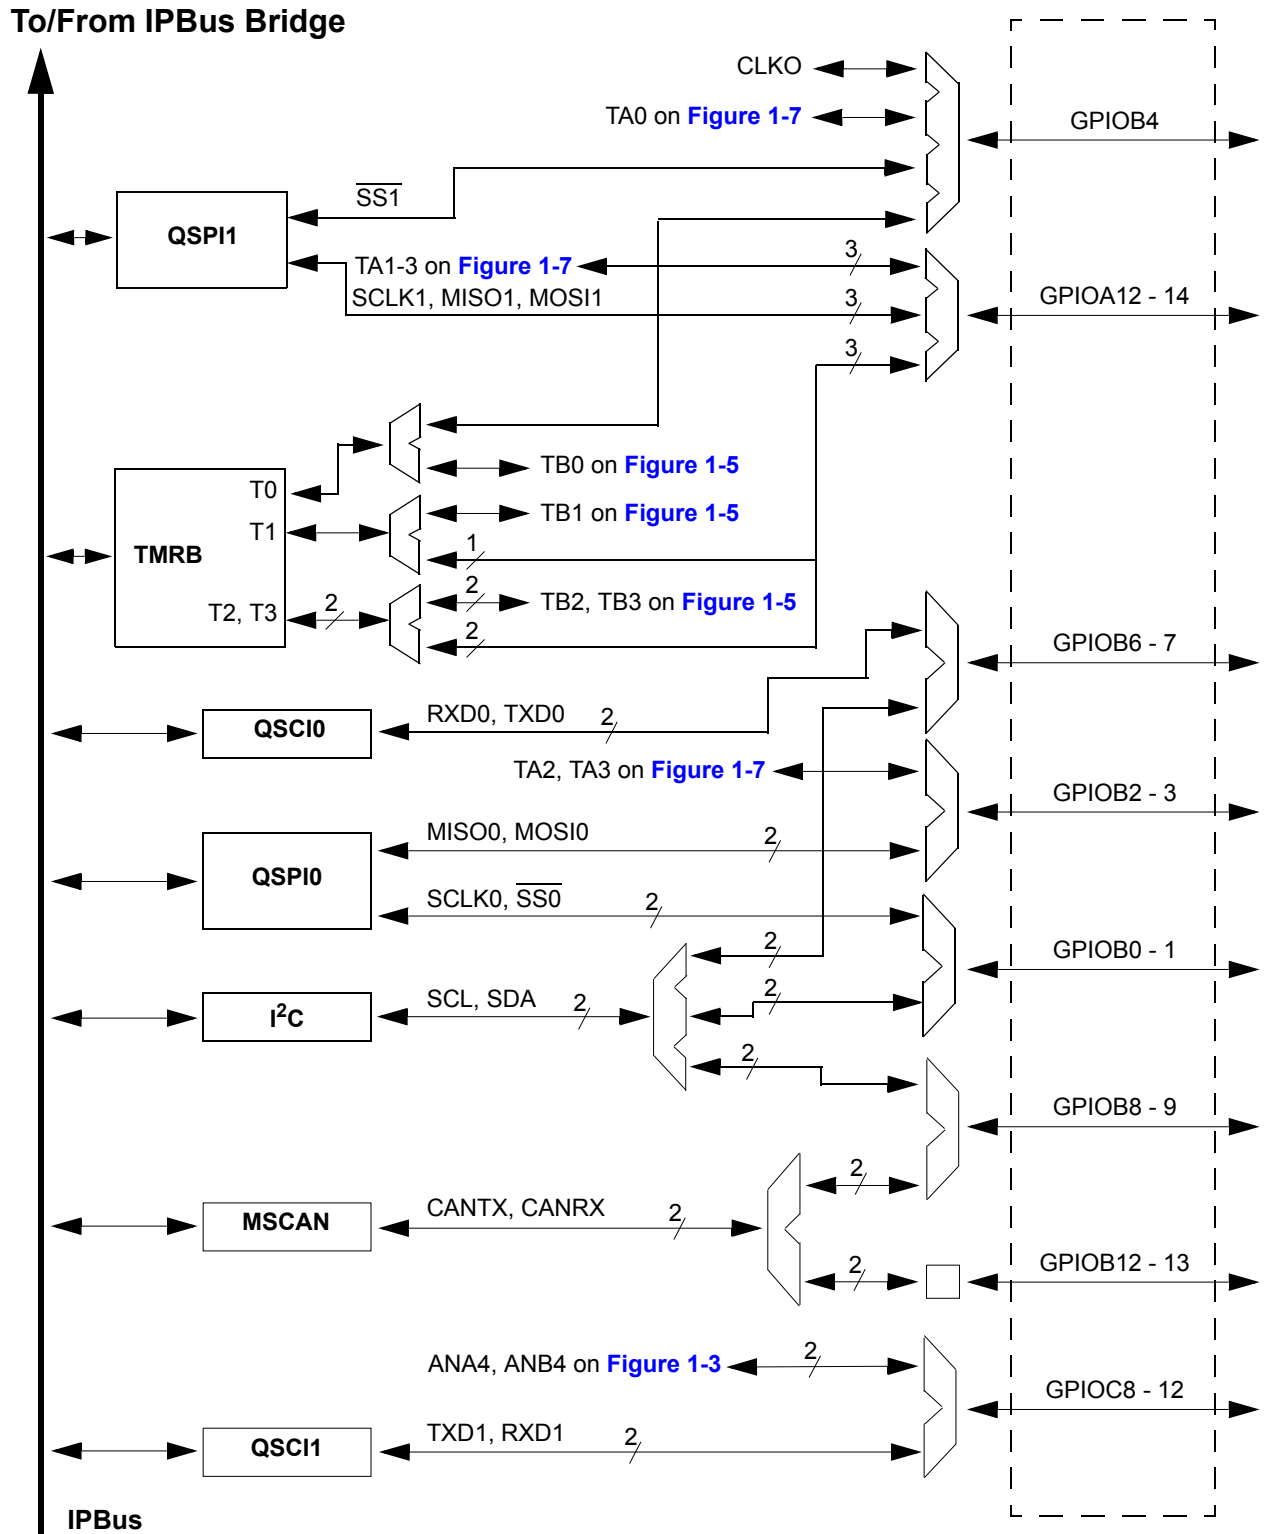 To/From IPBus Bridge
CLKO
TA0 on Figure 1-7
GPIOB4
SS1
QSPI1
TA1-3 on Figure 1-7
3
SCLK1, MISO1, MOSI1
3
GPIOA12 - 14
3
TB0 on Figure 1-5
T0
TB1 on Figure 1-5
T1
TMRB
1
2
TB2, TB3 on Figure 1-5
T2, T3
2
2
GPIOB6 - 7
RXD0, TXD0
2
QSCI0
TA2, TA3 on Figure 1-7
GPIOB2 - 3
MISO0, MOSI0
2
QSPI0
SCLK0, SS0
2
2
GPIOB0 - 1
SCL, SDA
2
2
I2C
2
GPIOB8 - 9
2
CANTX, CANRX
2
MSCAN
2
GPIOB12 - 13
ANA4, ANB4 on Figure 1-3
2
GPIOC8 - 12
TXD1, RXD1
2
QSCI1
IPBus